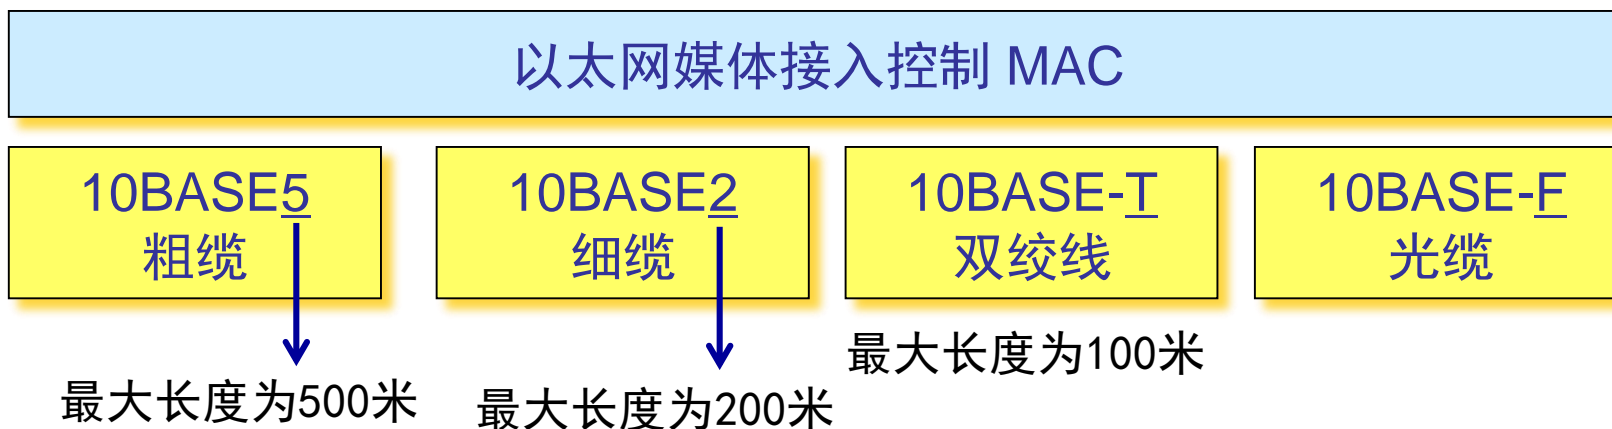 以太网媒体接入控制 MAC
10BASE5
粗缆
10BASE2
细缆
10BASE-T
双绞线
10BASE-F
光缆
最大长度为500米
最大长度为200米
最大长度为100米